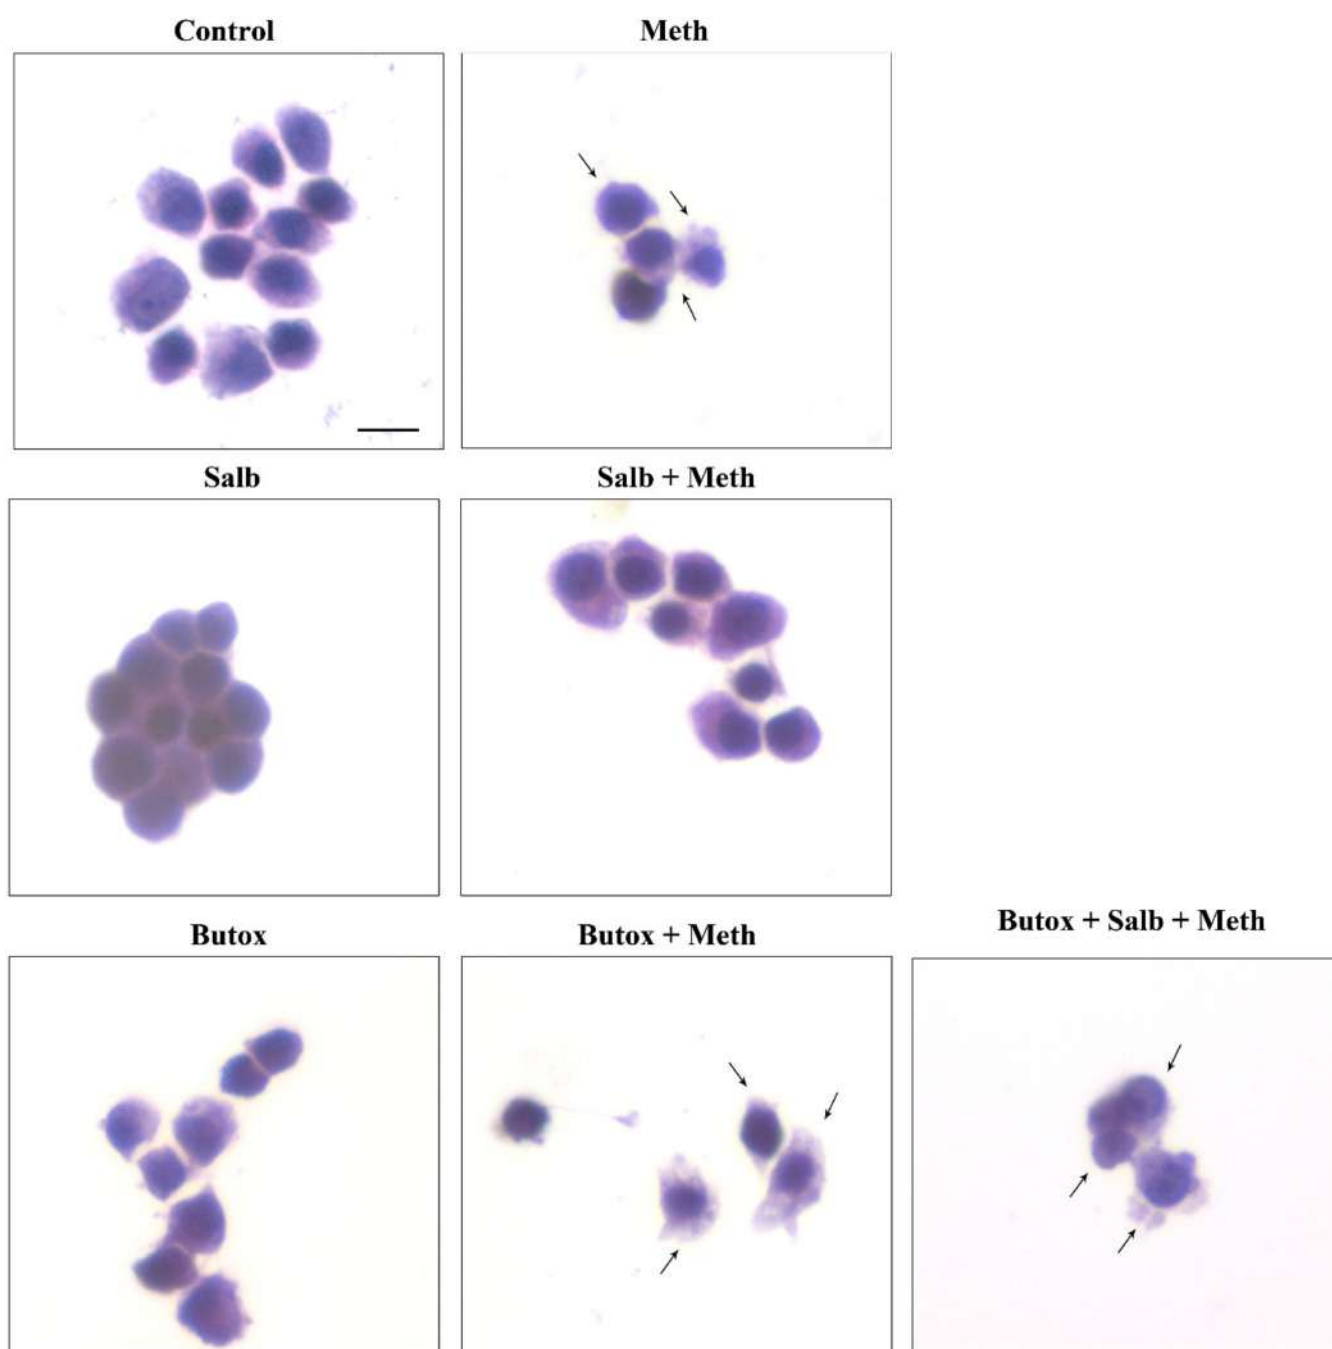 Control
Meth
Salb
Salb + Meth
Butox
Butox + Meth
Butox + Salb + Meth